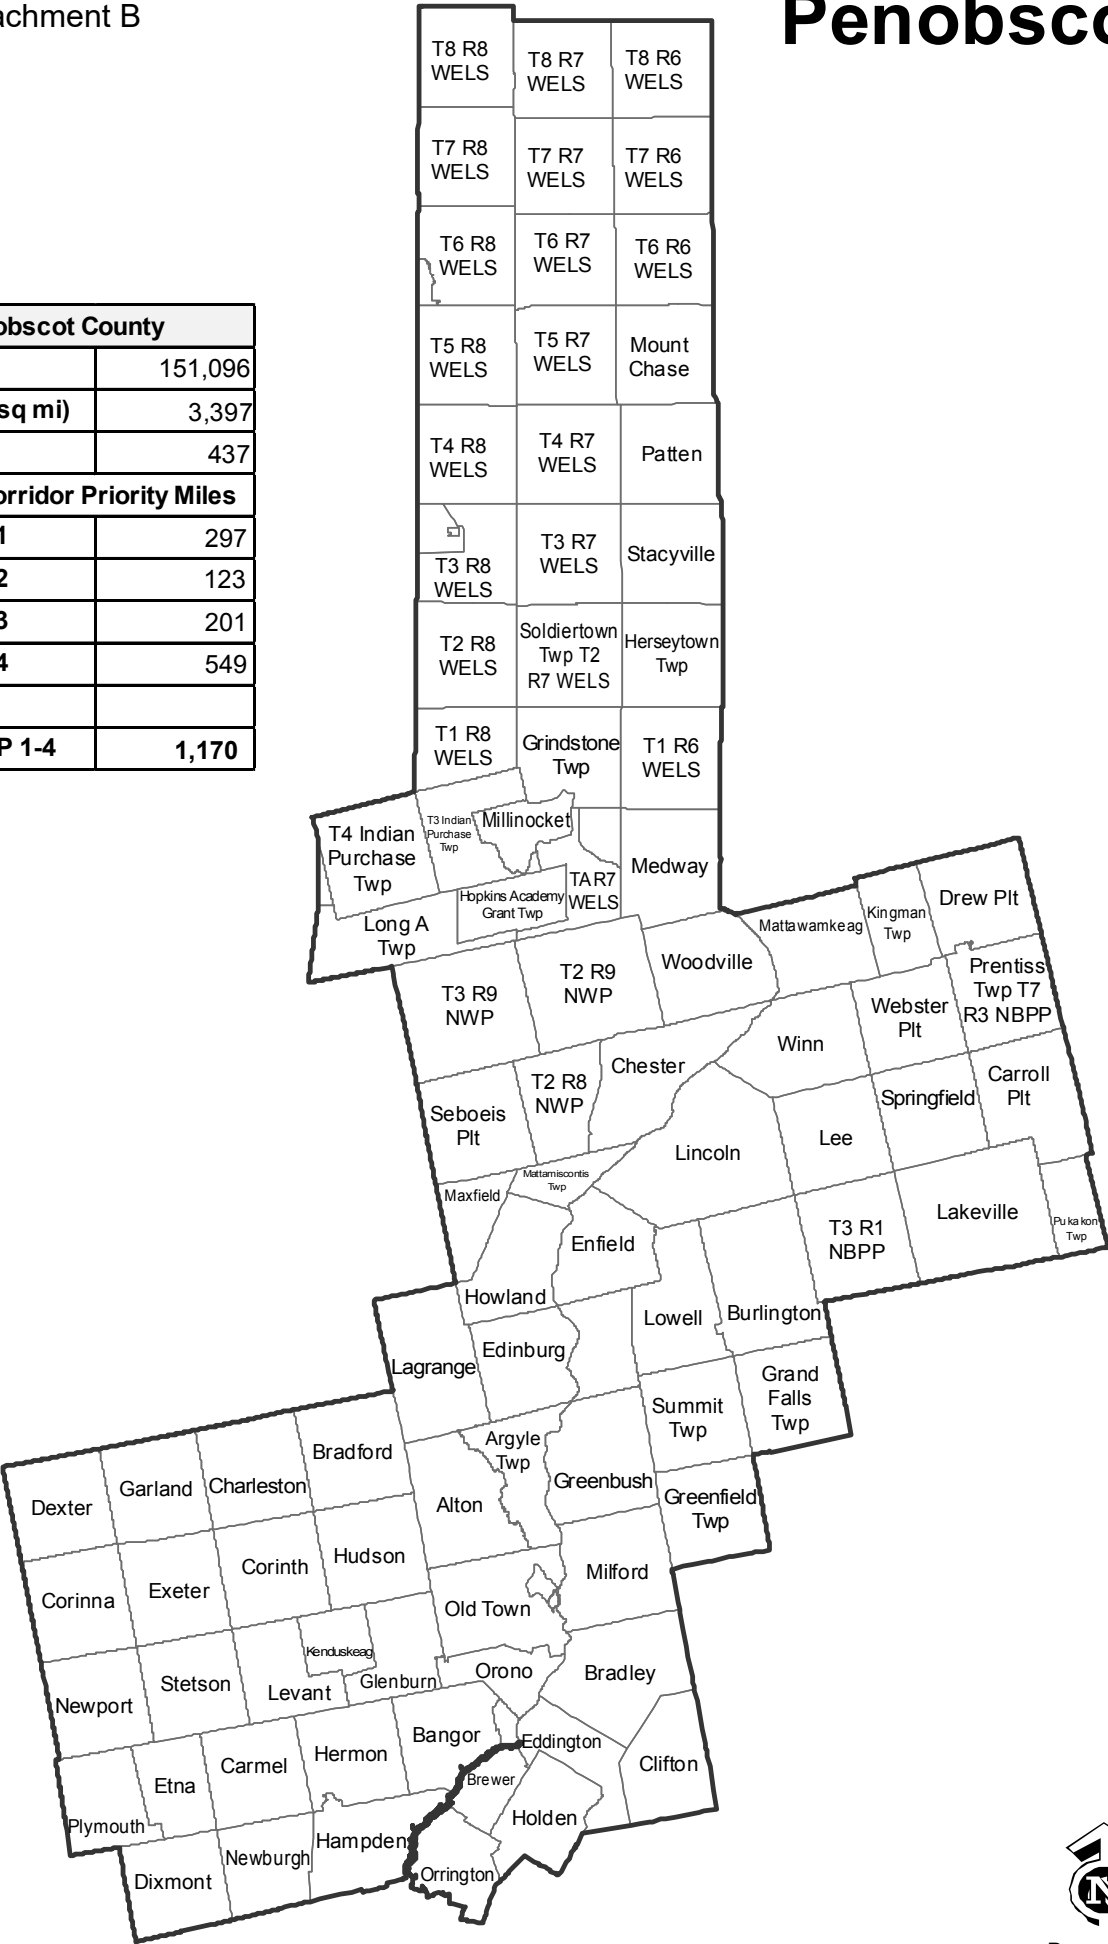 achment B
Penobsco
obscot County
151,096
sq mi) 3,397
437
orridor Priority Miles
1 297
2 123
3 201
4 549
P 1-4 1,170
T8 R8
WELS
T8 R7
WELS
T8 R6
WELS
T7 R8
WELS
T7 R7
WELS
T7 R6
WELS
T6 R8
WELS
T6 R7
WELS
T6 R6
WELS
T5 R8
WELS
T5 R7
WELS
Mount
Chase
T4 R8
WELS
T4 R7
WELS
Patten
T3 R8
WELS
T3 R7
WELS
Stacyville
T2 R8
WELS
Soldiertown
Twp T2
R7 WELS
Herseytown
Twp
T1 R8
WELS
Grindstone
Twp
T1 R6
WELS
T4 Indian
Purchase
Twp
T3 Indian
Purchase
Twp
Millinocket
Medway
TA R7
WELS
Hopkins Academy
Grant Twp
Long A
Twp
Mattawamkeag
Kingman
Twp
Drew Plt
T3 R9
NWP
T2 R9
NWP
Woodville
Prentiss
Twp T7
R3 NBPP
Webster
Plt
Winn
Chester
T2 R8
NWP
Seboeis
Plt
Springfield
Carroll
Plt
Lee
Lincoln
Mattamiscontis
Twp
Maxfield
Enfield
T3 R1
NBPP
Lakeville
Pukakon
Twp
Howland
Lowell
Burlington
Edinburg
Lagrange
Grand
Falls
Twp
Summit
Twp
Argyle
Twp
Greenbush
Greenfield
Twp
Bradford
Charleston
Garland
Dexter
Alton
Corinth
Hudson
Exeter
Corinna
Milford
Old Town
Kenduskeag
Glenburn
Levant
Stetson
Newport
Orono
Bradley
Bangor
Eddington
Clifton
Hermon
Carmel
Etna
Plymouth
Brewer
Holden
Hampden
Newburgh
Dixmont
Orrington
N